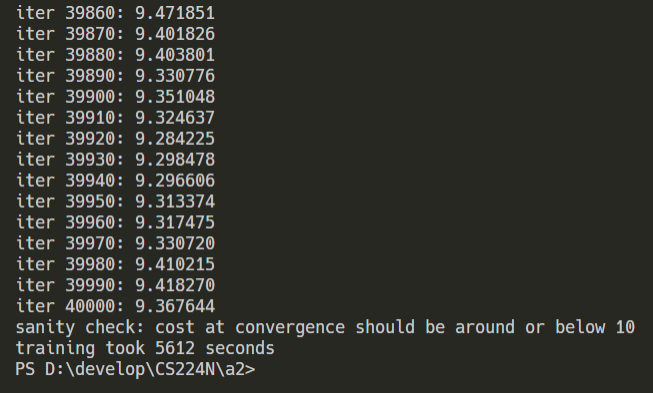 iter 39860: 9.471851
iter 39870: 9.401826
iter 39880: 9.403801
iter 39890: 9.330776
iter 39900: 9.351048
iter 39910: 9.324637
iter 39920: 9.284225
iter 39930: 9.298478
iter 39940: 9.296606
iter 39950: 9.313374
iter 39960: 9.317475
iter 39970: 9.330720
iter 39980: 9.410215
iter 39990: 9.418270
iter 40000: 9.367644
sanity check: cost at convergence should be around or below 10
training took 5612 seconds
PS D:\develop\CS224N\a2>